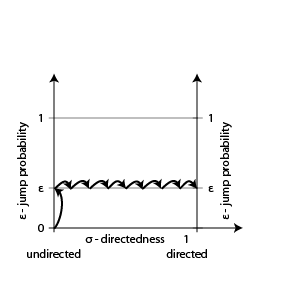 1
1
ε - jump probability
ε - jump probability
ε
ε
0
σ - directedness
1
undirected
directed